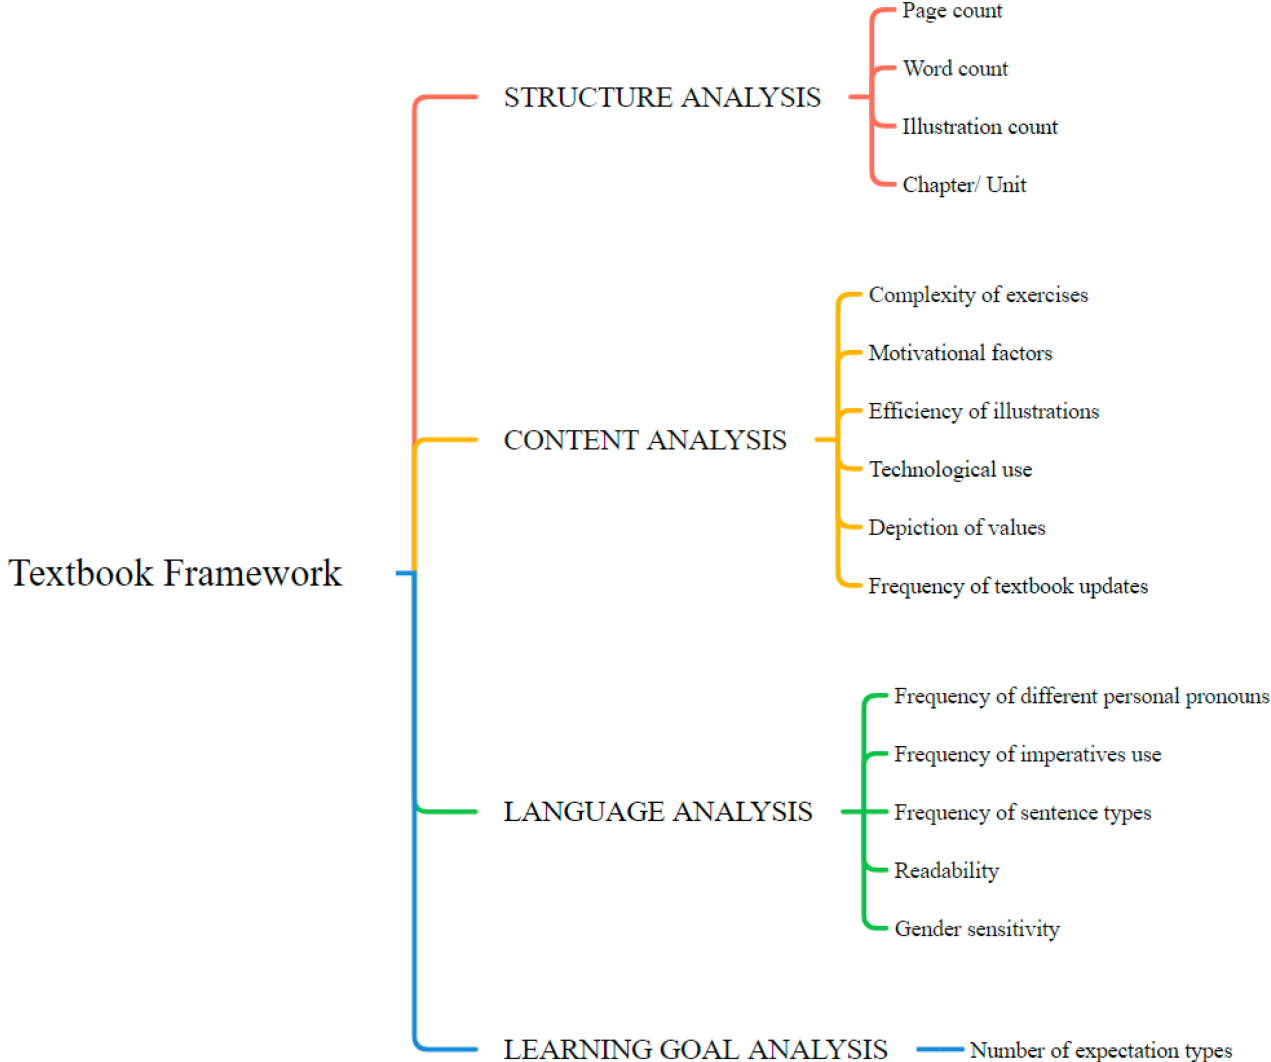 Textbook Framework
STRUCTURE ANALYSIS
Page count
Word count
Illustration count
Chapter/ Unit
CONTENT ANALYSIS
Complexity of exercises
Motivational factors
Efficiency of illustrations
Technological use
Depiction of values
Frequency of textbook updates
LANGUAGE ANALYSIS
Frequency of different personal pronouns
Frequency of imperatives use
Frequency of sentence types
Readability
Gender sensitivity
LEARNING GOAL ANALYSIS
Number of expectation types